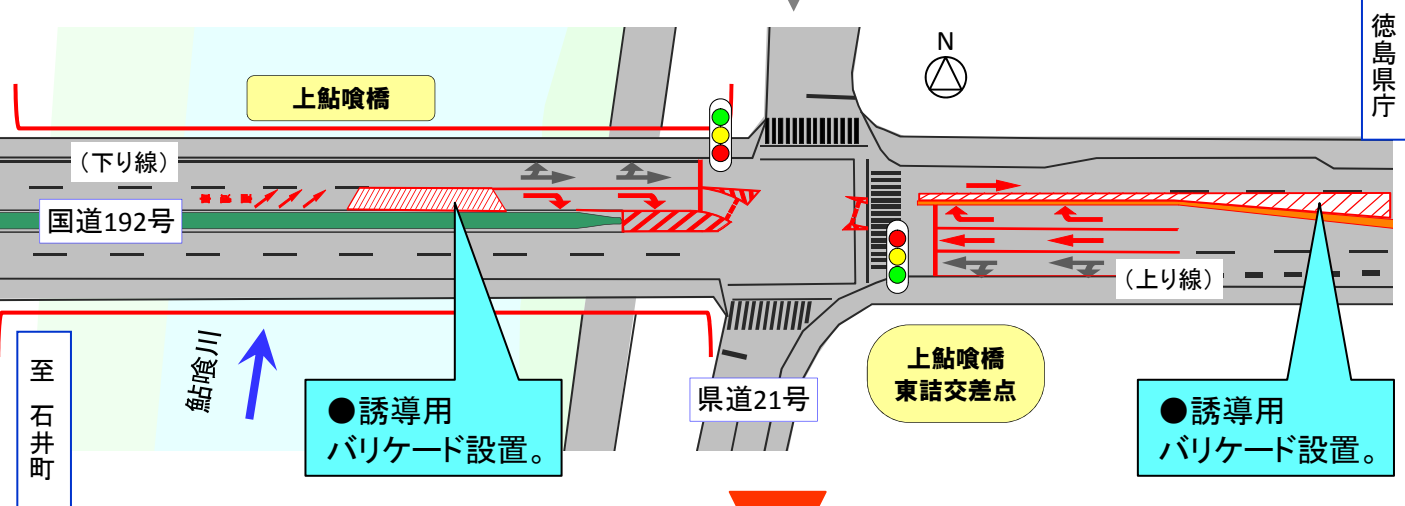 徳島県庁
N
上鮎喰橋
（下り線）
国道192号
（上り線）
鮎喰川
至　石井町
県道21号
上鮎喰橋
東詰交差点
●誘導用
バリケード設置。
●誘導用
バリケード設置。